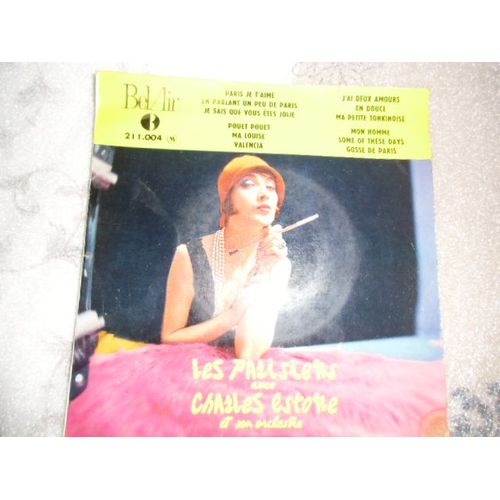 Bel Air
211.004 (M)
PARIS JE T'AIME
EN PARLANT UN PEU DE PARIS
JE SAIS QUE VOUS ÊTES JOLIE
POUET POUET
MA LOUISE
VALENCIA
J'AI DEUX AMOURS
EN DOUCE
MA PETITE TONKINOISE
MON HOMME
SOME OF THESE DAYS
GOSSE DE PARIS
Les Parisiens
avec
Charles Estone
et son orchestre